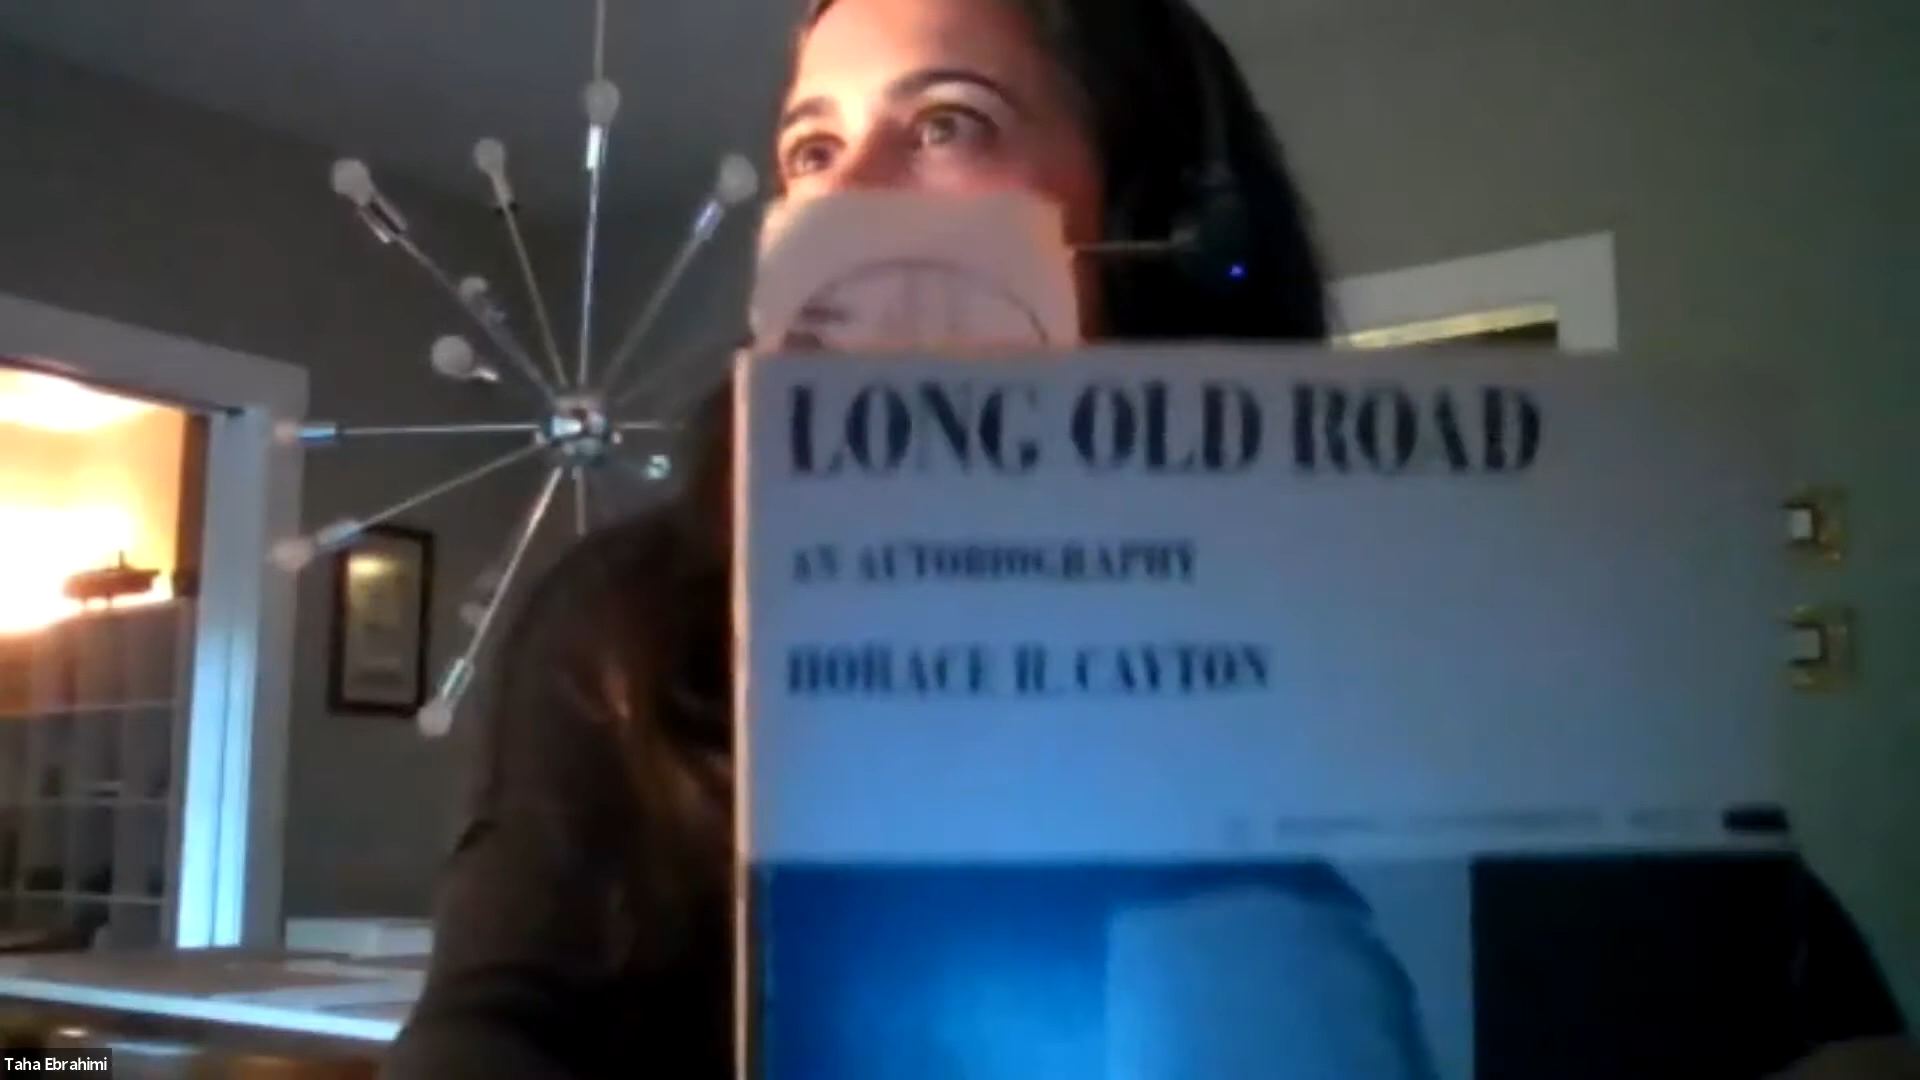 LONG OLD ROAD
AN AUTOBIOGRAPHY
HORACE R. CAYTON
Taha Ebrahimi